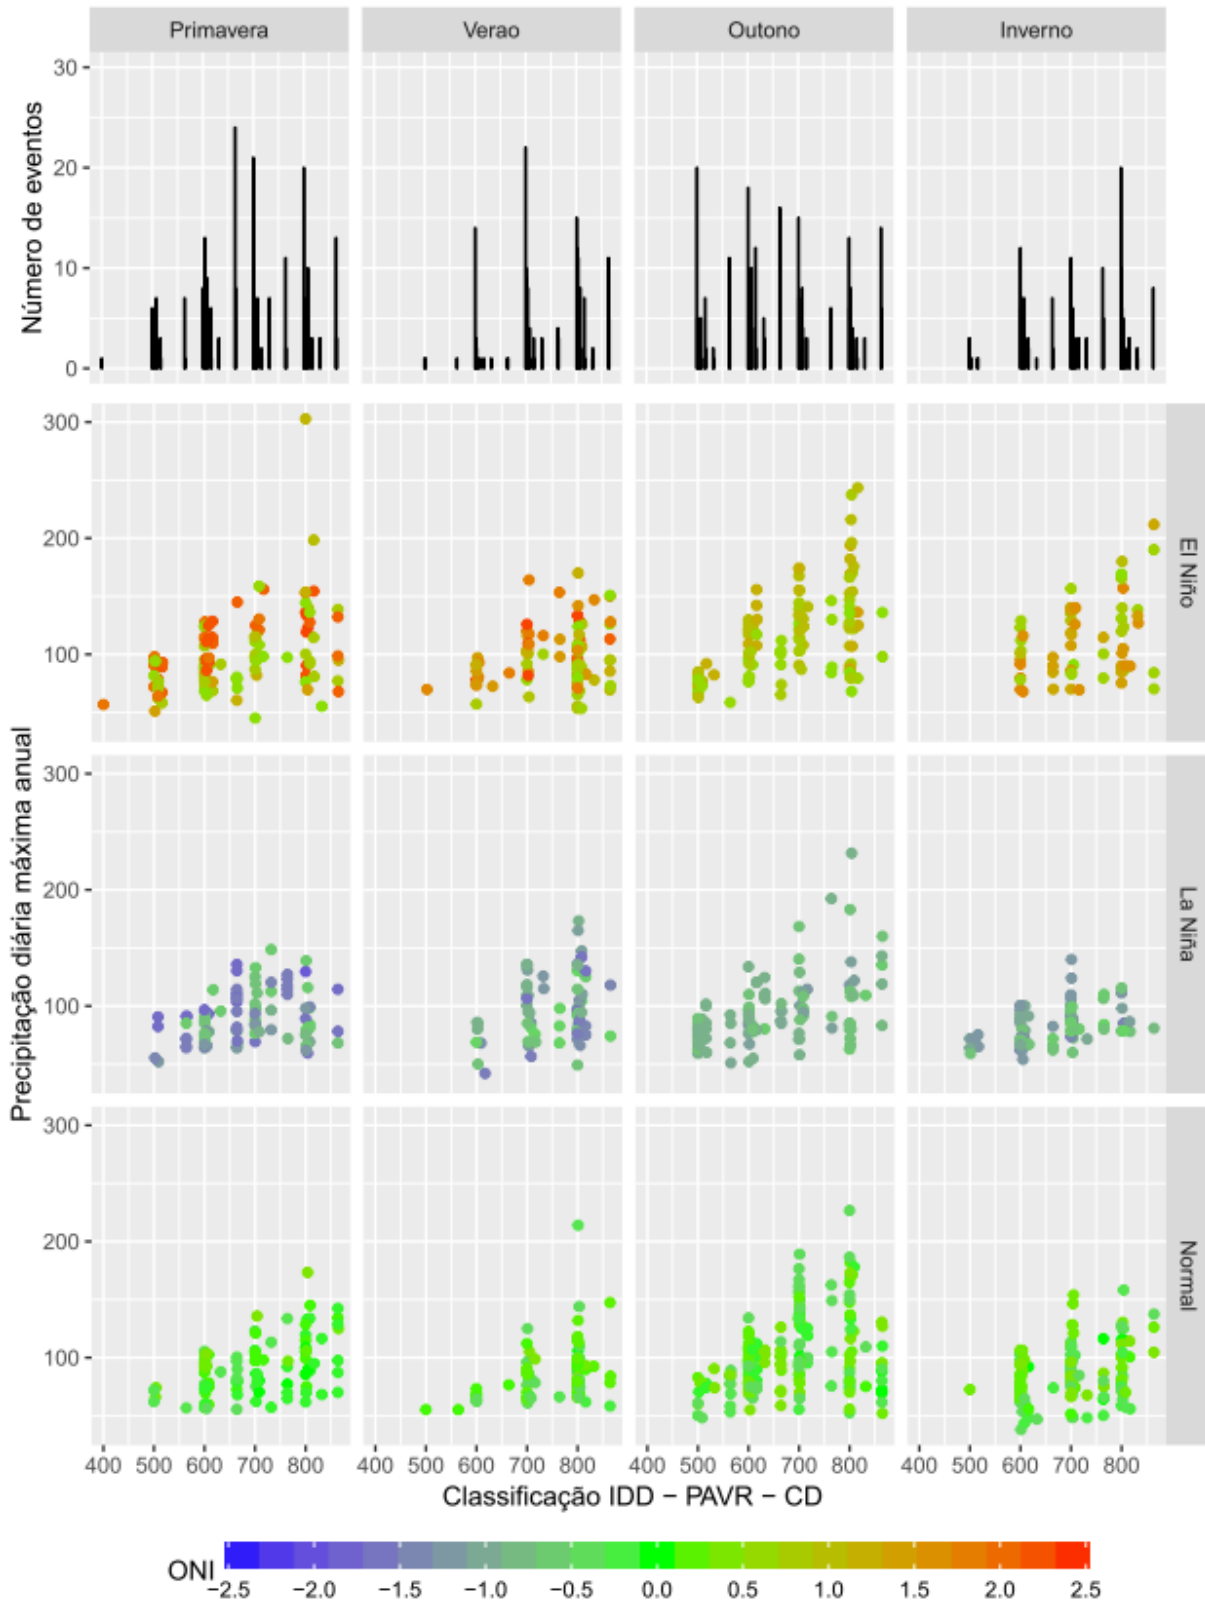 Primavera Verao Outono Inverno
Número de eventos
30
20
10
0
Precipitação diária máxima anual
300
200
100
El Niño
300
200
100
La Niña
300
200
100
Normal
400 500 600 700 800 400 500 600 700 800 400 500 600 700 800 400 500 600 700 800
Classificação IDD − PAVR − CD
ONI
−2.5 −2.0 −1.5 −1.0 −0.5 0.0 0.5 1.0 1.5 2.0 2.5